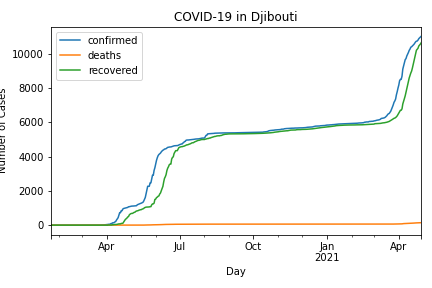 COVID-19 in Djibouti
confirmed
deaths
recovered
10000
8000
6000
4000
2000
0
Number of Cases
Apr
Jul
Oct
Jan
2021
Apr
Day